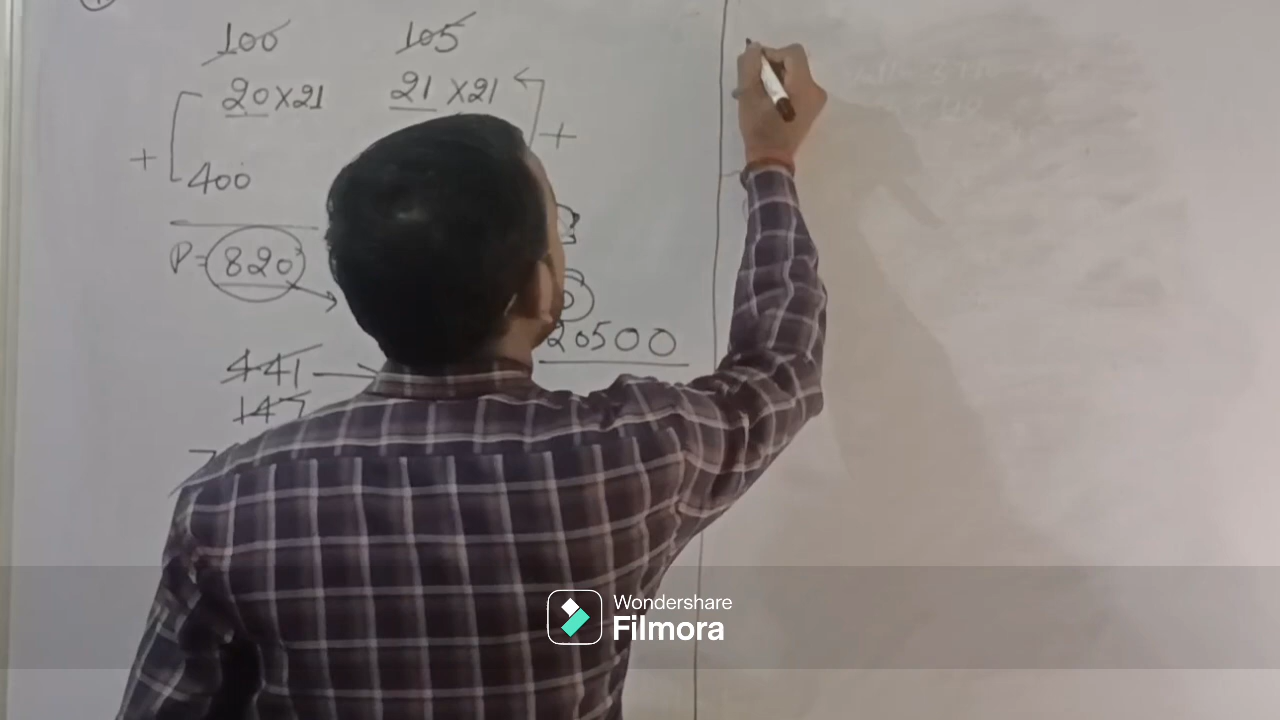 100 105
20 x 21 21 x 21
+ +
400
P = 820
20500
441
147
Wondershare
Filmora